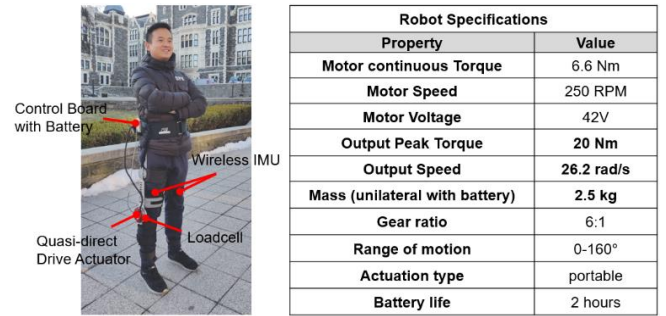 Control Board
with Battery
Wireless IMU
Quasi-direct
Drive Actuator
Loadcell
Robot Specifications
Property Value
Motor continuous Torque 6.6 Nm
Motor Speed 250 RPM
Motor Voltage 42V
Output Peak Torque 20 Nm
Output Speed 26.2 rad/s
Mass (unilateral with battery) 2.5 kg
Gear ratio 6:1
Range of motion 0-160°
Actuation type portable
Battery life 2 hours